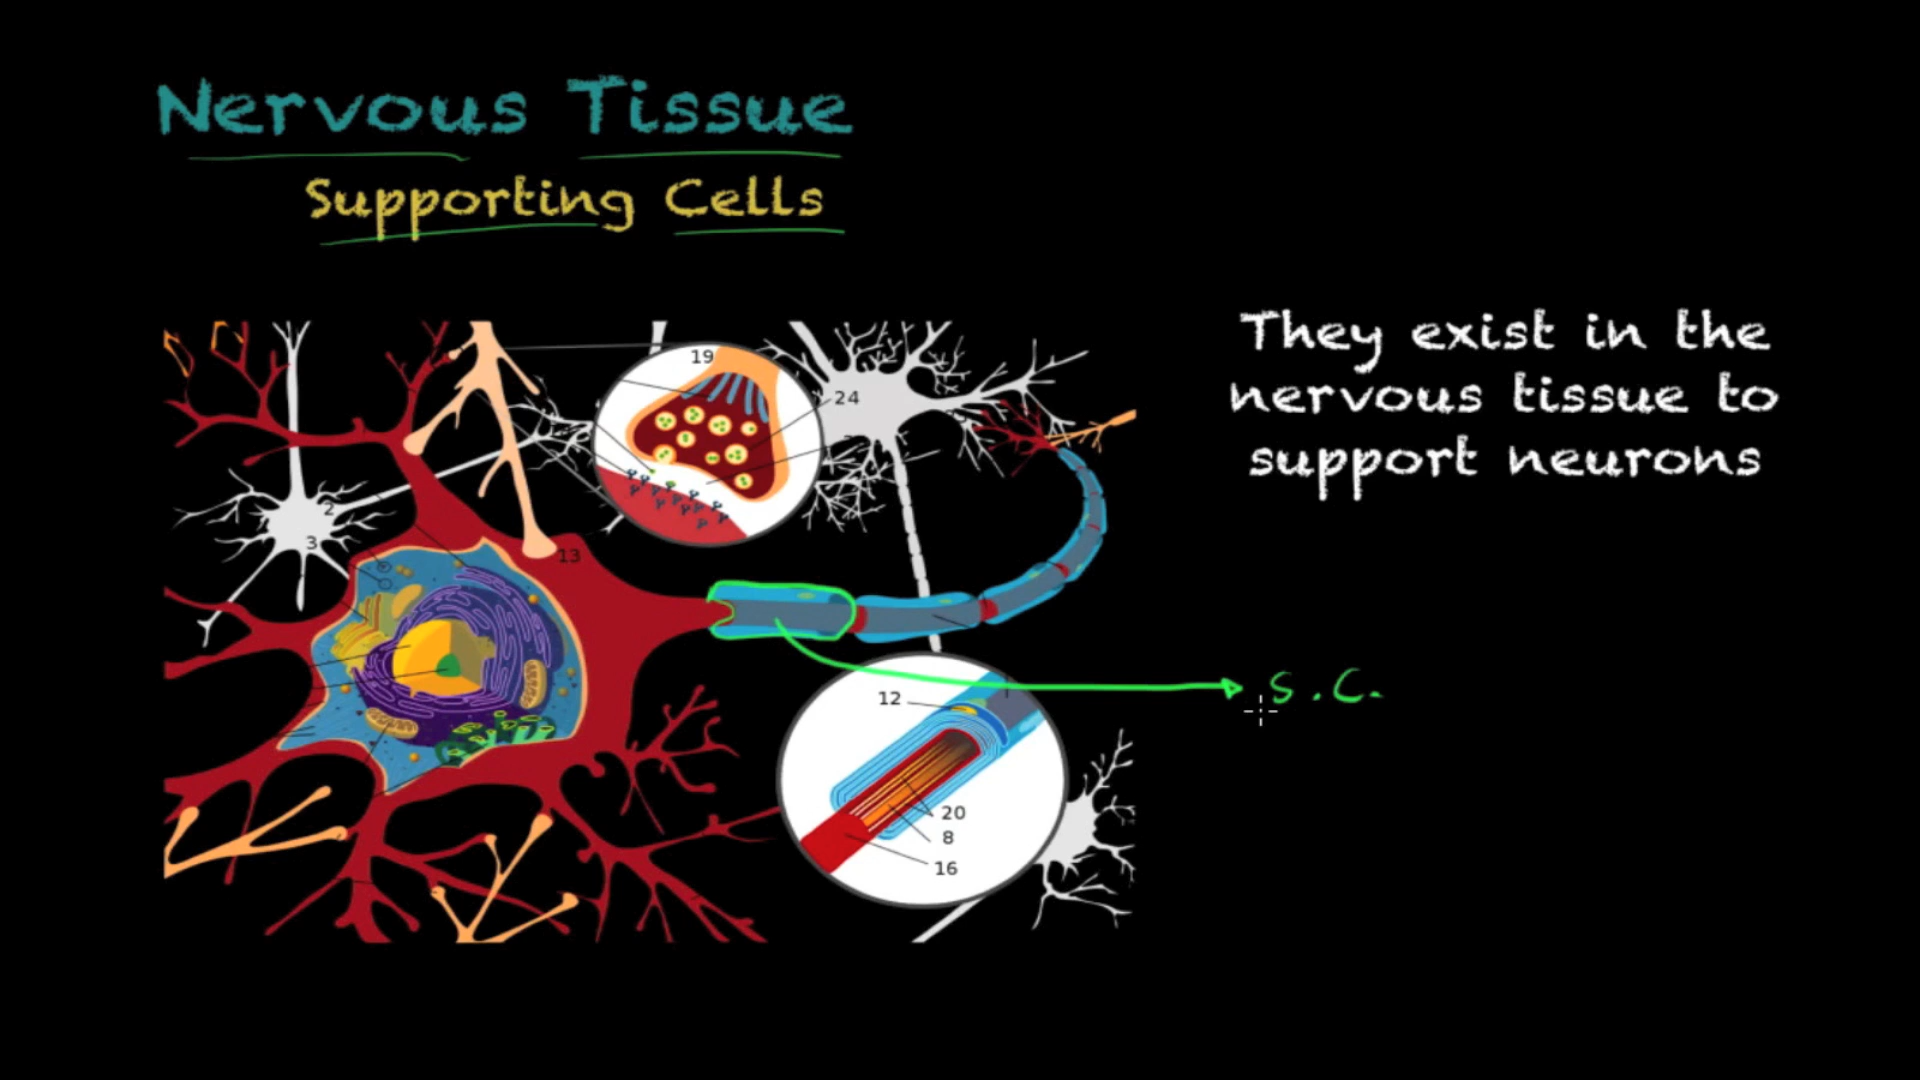 Nervous Tissue
Supporting Cells
They exist in the
nervous tissue to
support neurons
19
24
2
3
13
S.C.
12
20
8
16